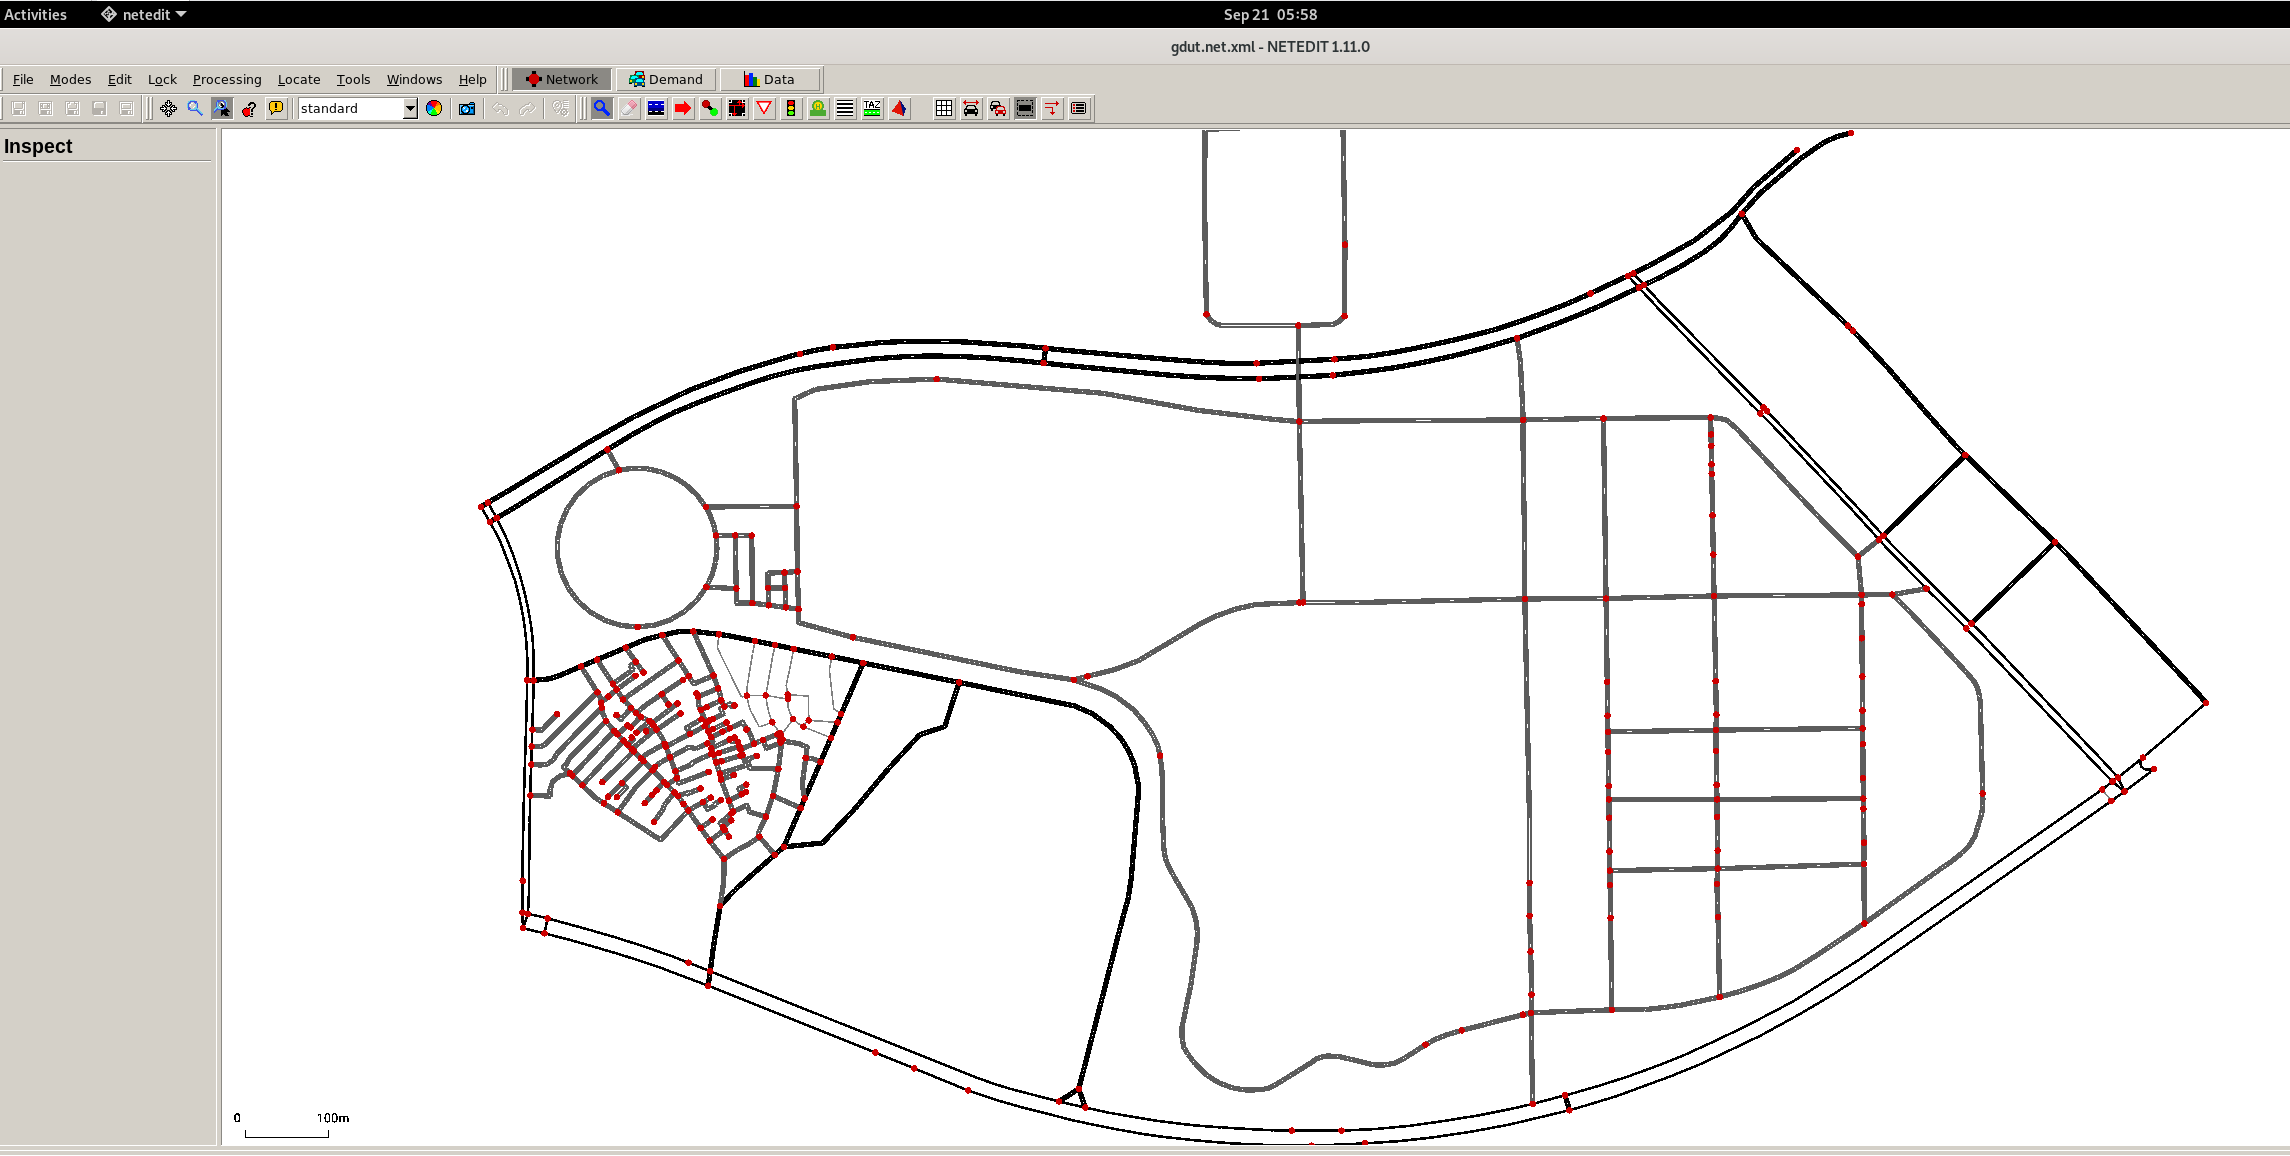 Activities netedit Sep 21 05:58
gdut.net.xml - NETEDIT 1.11.0
File Modes Edit Lock Processing Locate Tools Windows Help Network Demand Data
standard TAZ
Inspect
0 100m